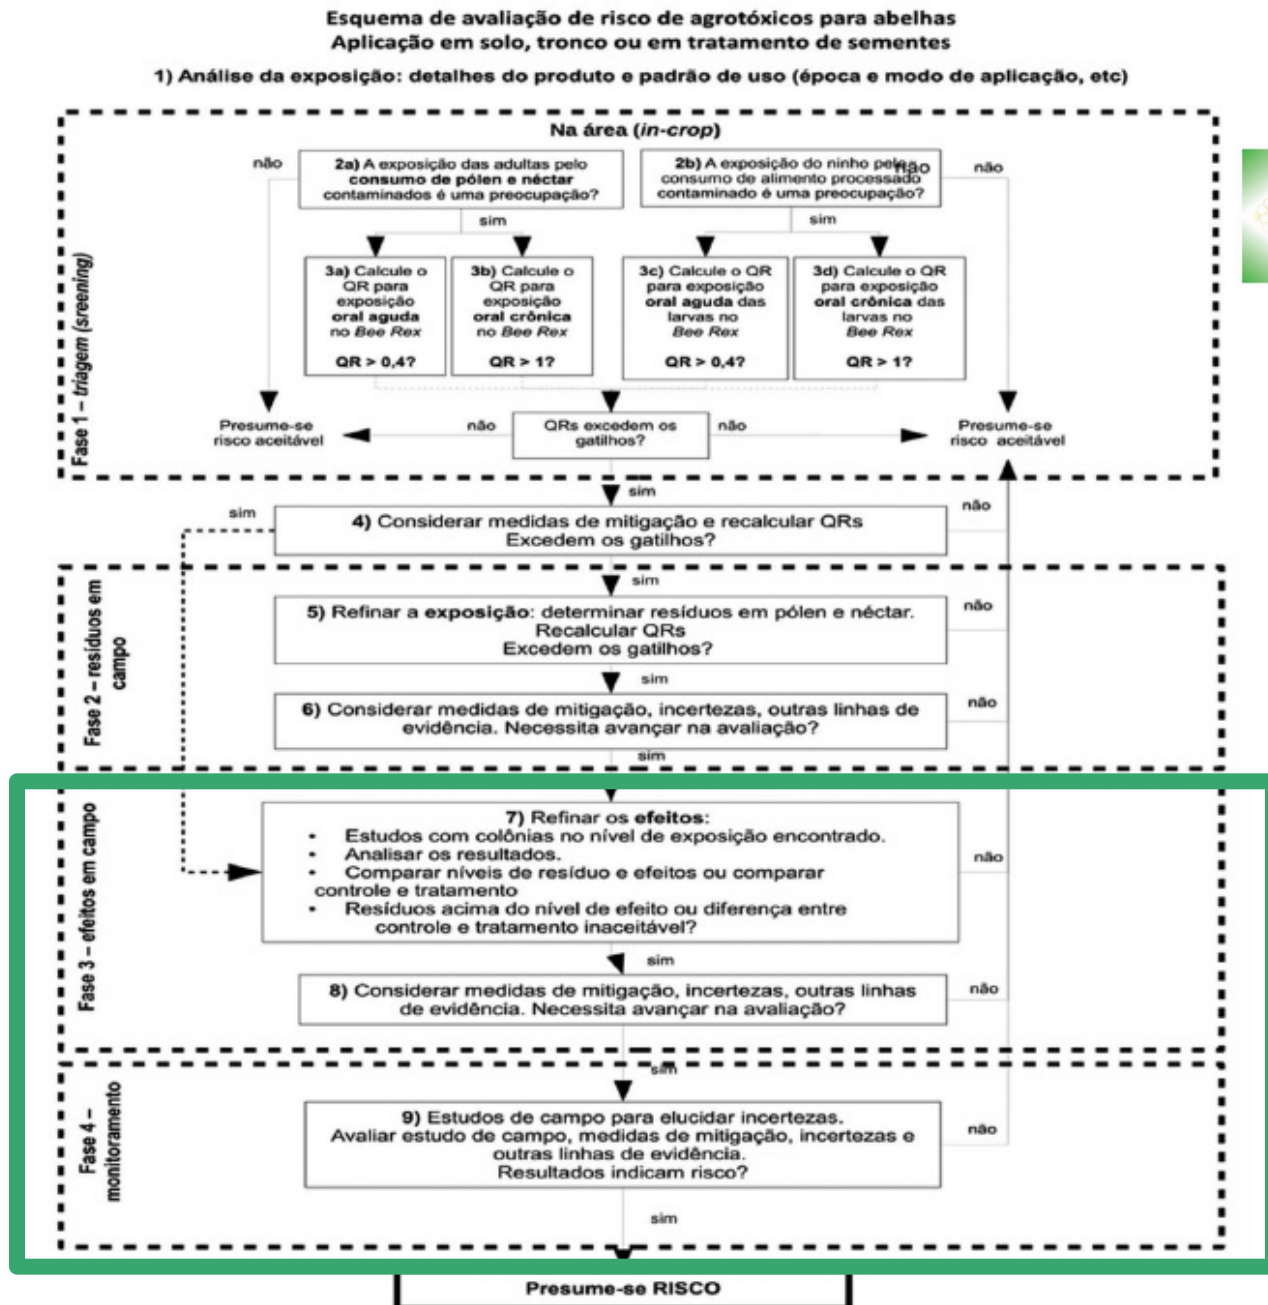 Esquema de avaliação de risco de agrotóxicos para abelhas
Aplicação em solo, tronco ou em tratamento de sementes
1) Análise da exposição: detalhes do produto e padrão de uso (época e modo de aplicação, etc)
Na área (in-crop)
não
2a) A exposição das adultas pelo
consumo de pólen e néctar
contaminados é uma preocupação?
2b) A exposição do ninho pelo
consumo de alimento processado
contaminado é uma preocupação?
não
não
sim
sim
3a) Calcule o
QR para
exposição
oral aguda
no Bee Rex
QR > 0,4?
3b) Calcule o
QR para
exposição
oral crônica
no Bee Rex
QR > 1?
3c) Calcule o QR
para exposição
oral aguda das
larvas no
Bee Rex
QR > 0,4?
3d) Calcule o QR
para exposição
oral crônica das
larvas no
Bee Rex
QR > 1?
Fase 1 – triagem (sreening)
Presume-se
risco aceitável
não
QRs excedem os
gatilhos?
não
Presume-se
risco aceitável
sim
sim
4) Considerar medidas de mitigação e recalcular QRs
Excedem os gatilhos?
não
sim
Fase 2 – resíduos em
campo
5) Refinar a exposição: determinar resíduos em pólen e néctar.
Recalcular QRs
Excedem os gatilhos?
não
sim
6) Considerar medidas de mitigação, incertezas, outras linhas de
evidência. Necessita avançar na avaliação?
não
sim
Fase 3 – efeitos em campo
7) Refinar os efeitos:
• Estudos com colônias no nível de exposição encontrado.
• Analisar os resultados.
• Comparar níveis de resíduo e efeitos ou comparar
controle e tratamento
• Resíduos acima do nível de efeito ou diferença entre
controle e tratamento inaceitável?
não
sim
8) Considerar medidas de mitigação, incertezas, outras linhas
de evidência. Necessita avançar na avaliação?
não
sim
Fase 4 –
monitoramento
9) Estudos de campo para elucidar incertezas.
Avaliar estudo de campo, medidas de mitigação, incertezas e
outras linhas de evidência.
Resultados indicam risco?
não
sim
Presume-se RISCO